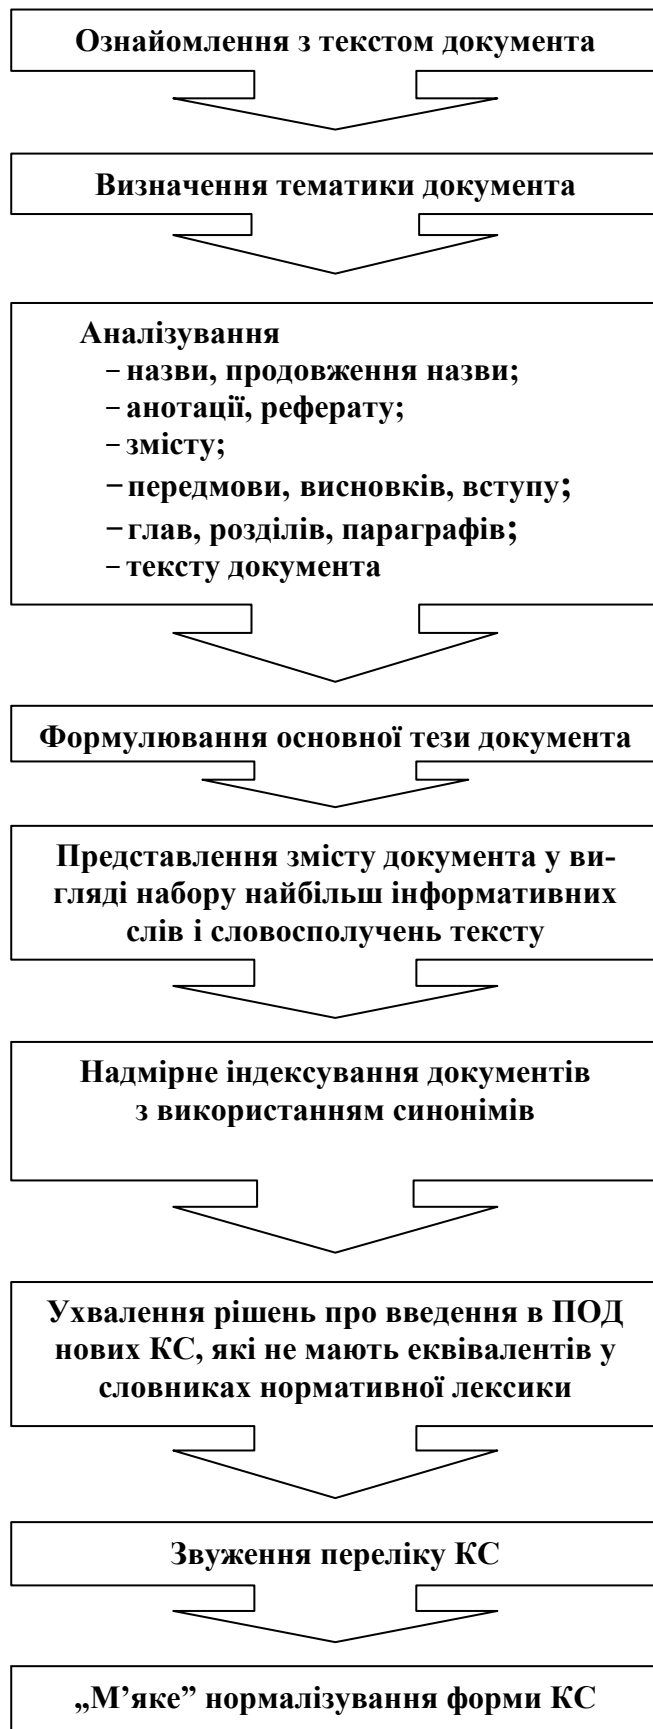 Ознайомлення з текстом документа
Визначення тематики документа
Аналізування
– назви, продовження назви;
– анотації, реферату;
– змісту;
– передмови, висновків, вступу;
– глав, розділів, параграфів;
– тексту документа
Формулювання основної тези документа
Представлення змісту документа у ви-
гляді набору найбільш інформативних
слів і словосполучень тексту
Надмірне індексування документів
з використанням синонімів
Ухвалення рішень про введення в ПОД
нових КС, які не мають еквівалентів у
словниках нормативної лексики
Звуження переліку КС
„М’яке” нормалізування форми КС